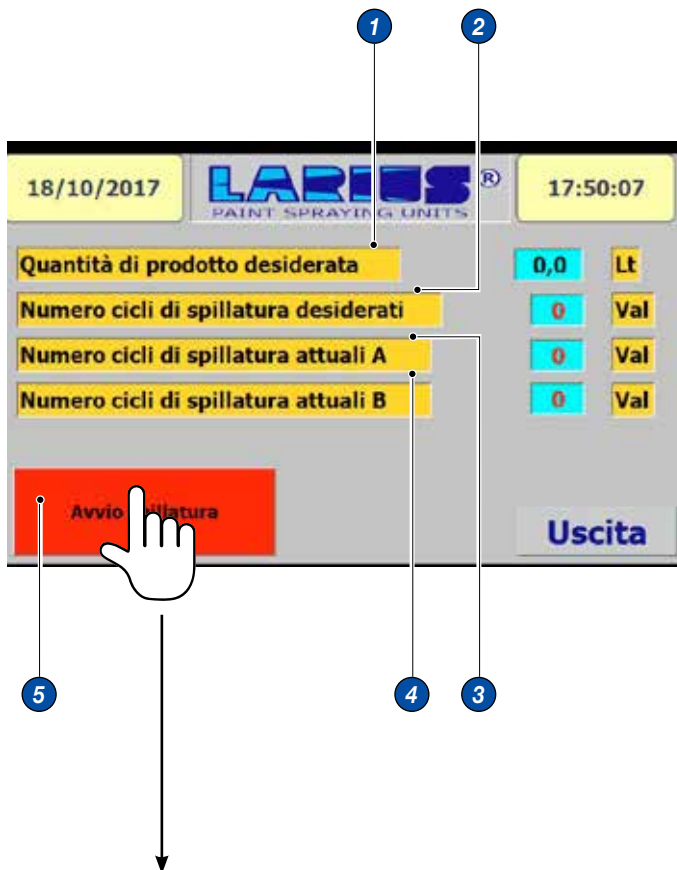 1 2
18/10/2017 LARIUS® 17:50:07
PAINT SPRAYING UNITS
Quantità di prodotto desiderata 0,0 Lt
Numero cicli di spillatura desiderati 0 Val
Numero cicli di spillatura attuali A 0 Val
Numero cicli di spillatura attuali B 0 Val
Avvio spillatura
Uscita
5 4 3